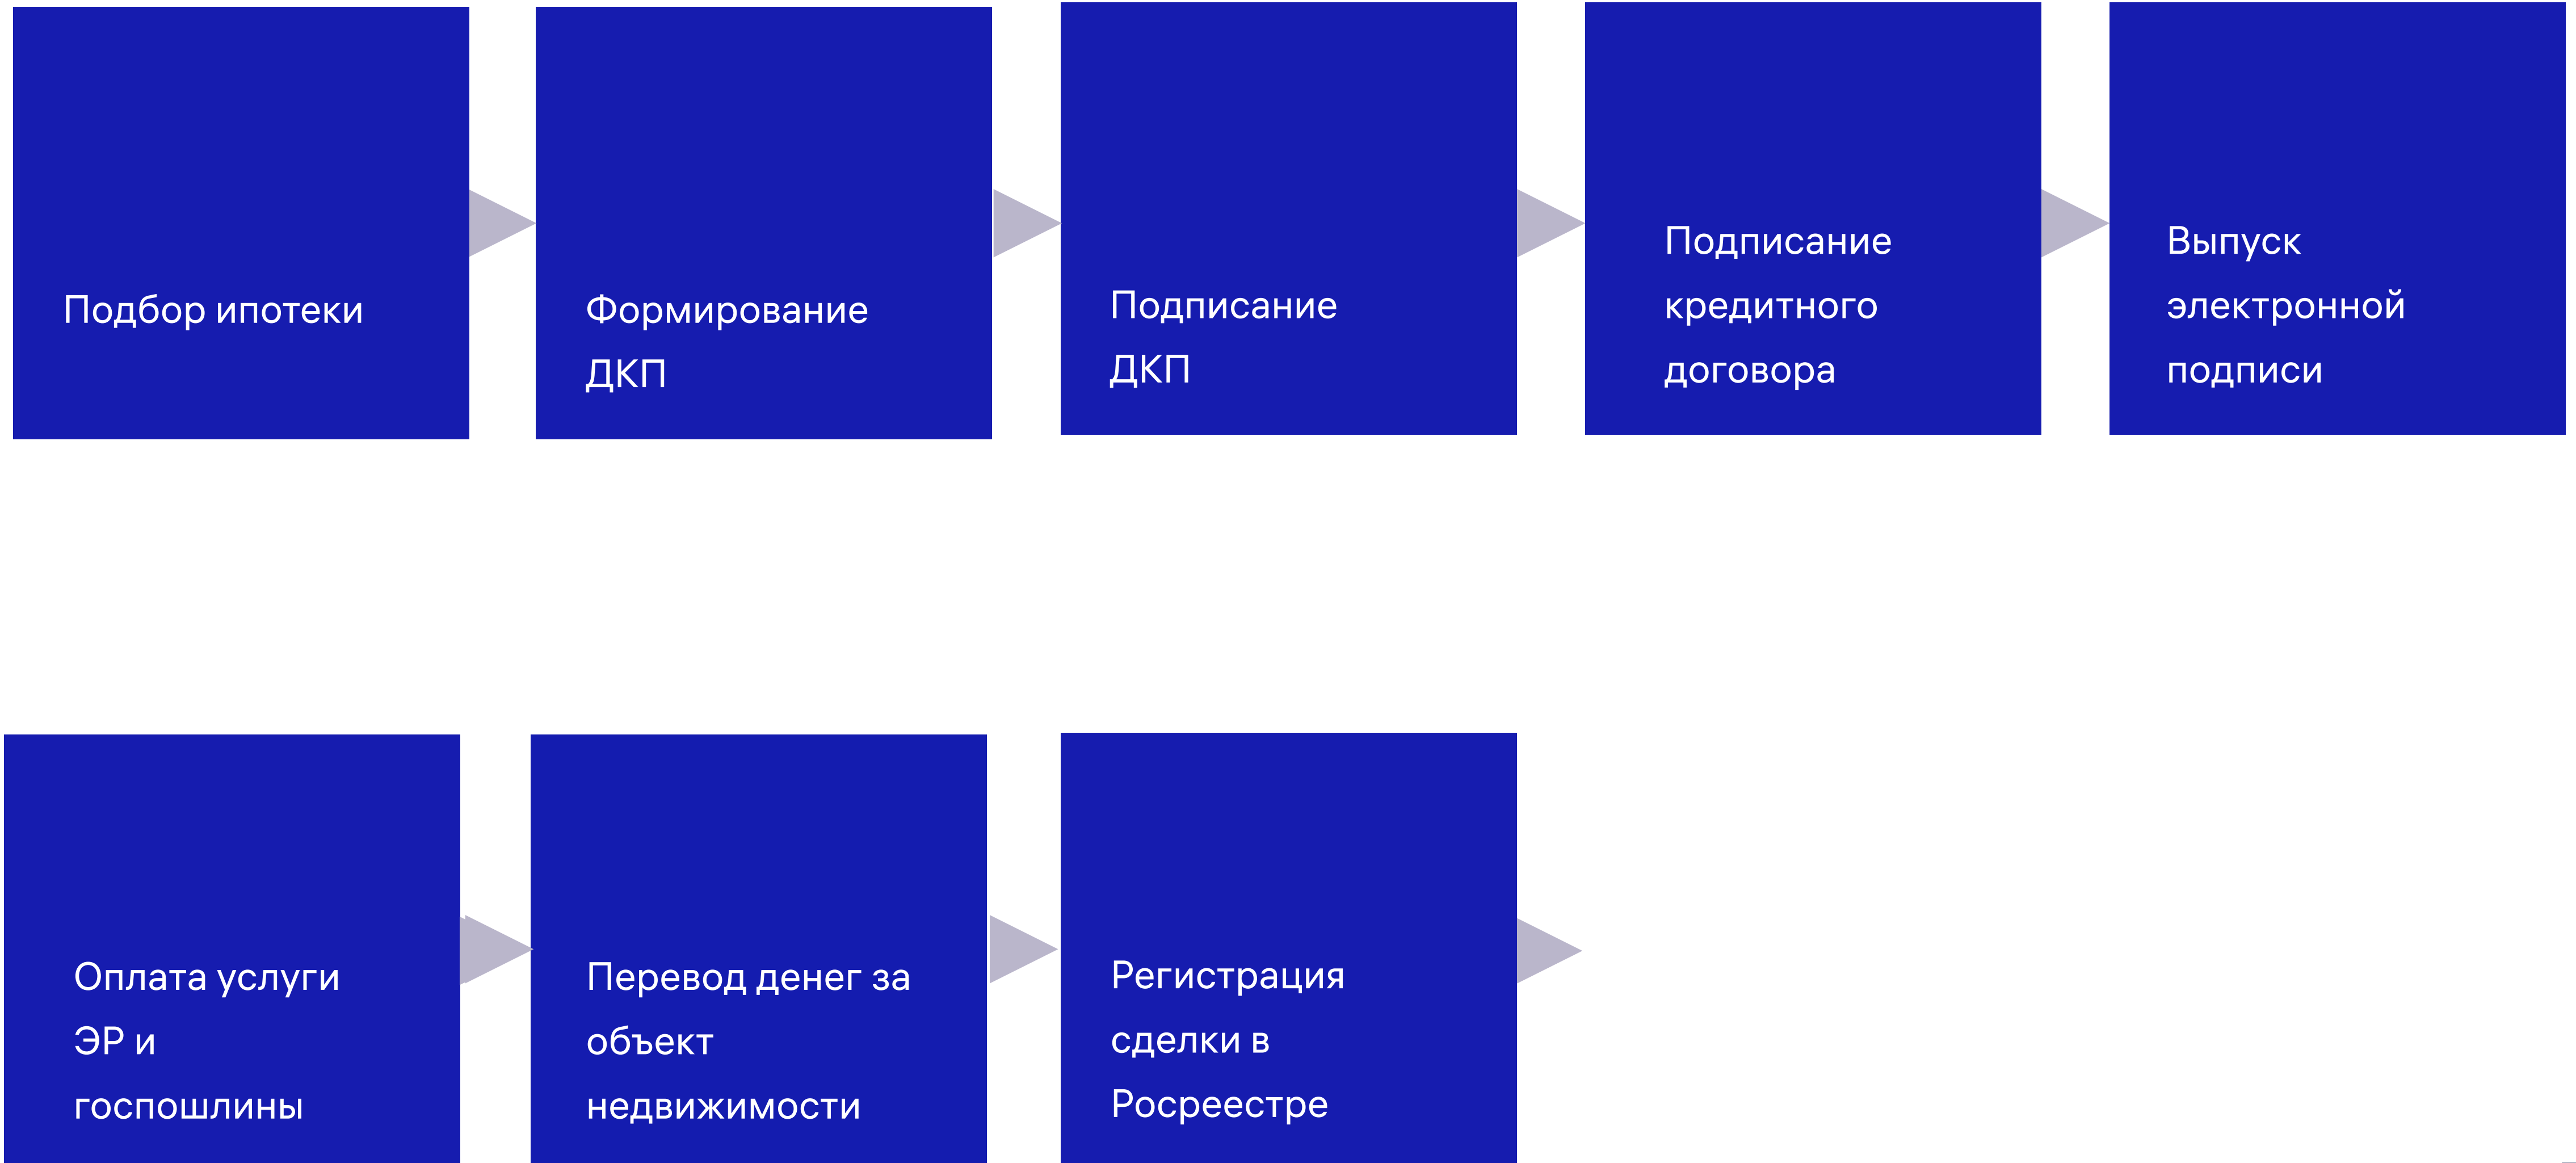 Подбор ипотеки
Формирование
ДКП
Подписание
ДКП
Подписание
кредитного
договора
Выпуск
электронной
подписи
Оплата услуги
ЭР и
госпошлины
Перевод денег за
объект
недвижимости
Регистрация
сделки в
Росреестре